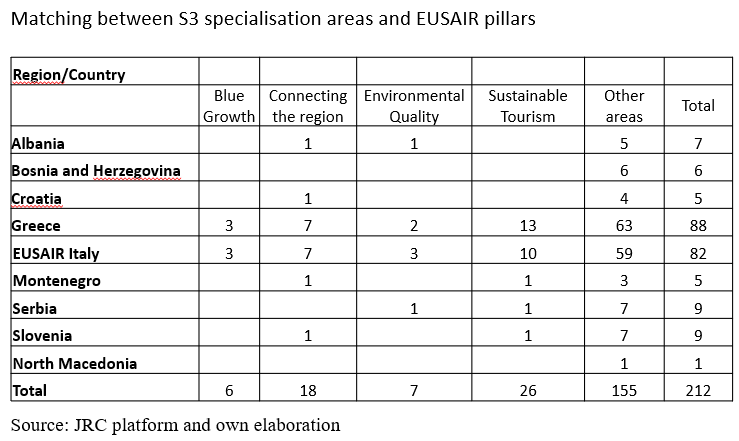 Matching between S3 specialisation areas and EUSAIR pillars
Region/Country
Blue Growth Connecting the region Environmental Quality Sustainable Tourism Other areas Total
Albania 1 1 5 7
Bosnia and Herzegovina 6 6
Croatia 1 4 5
Greece 3 7 2 13 63 88
EUSAIR Italy 3 7 3 10 59 82
Montenegro 1 1 3 5
Serbia 1 1 7 9
Slovenia 1 1 7 9
North Macedonia 1 1
Total 6 18 7 26 155 212
Source: JRC platform and own elaboration